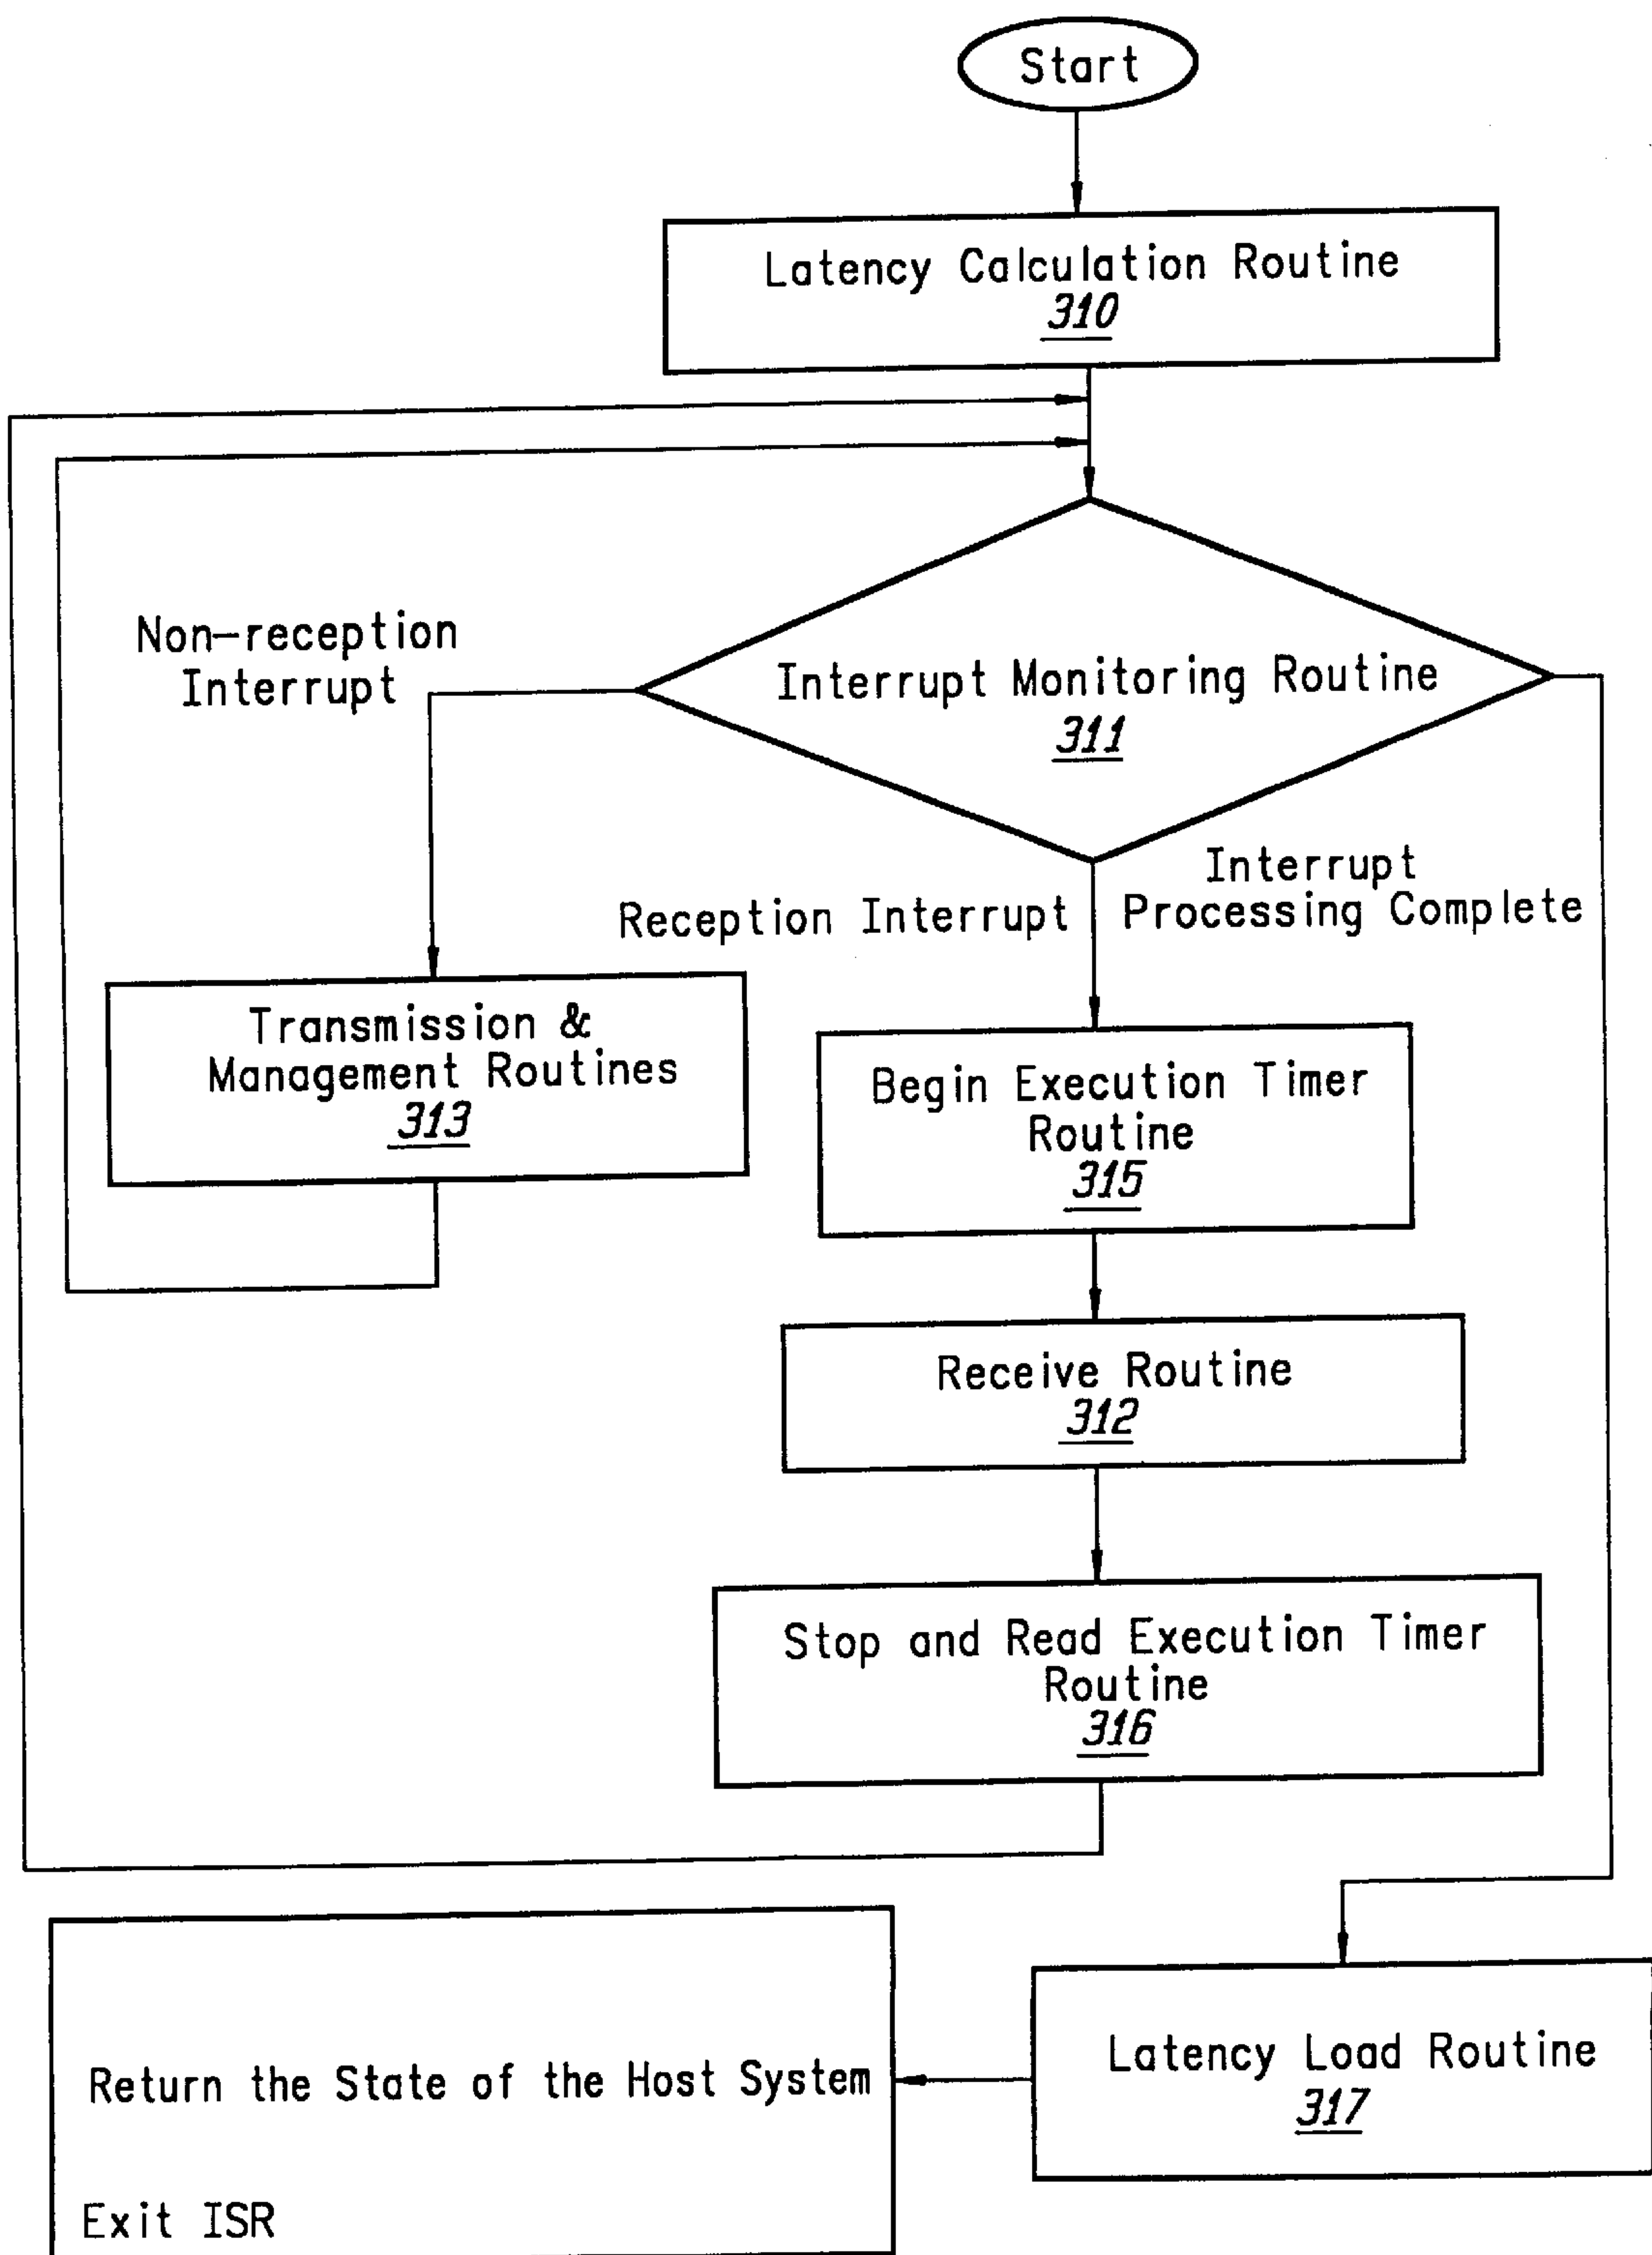 Start
Latency Calculation Routine
310
Non-reception
Interrupt
Interrupt Monitoring Routine
311
Reception Interrupt
Interrupt
Processing Complete
Transmission &
Management Routines
313
Begin Execution Timer
Routine
315
Receive Routine
312
Stop and Read Execution Timer
Routine
316
Latency Load Routine
317
Return the State of the Host System
Exit ISR